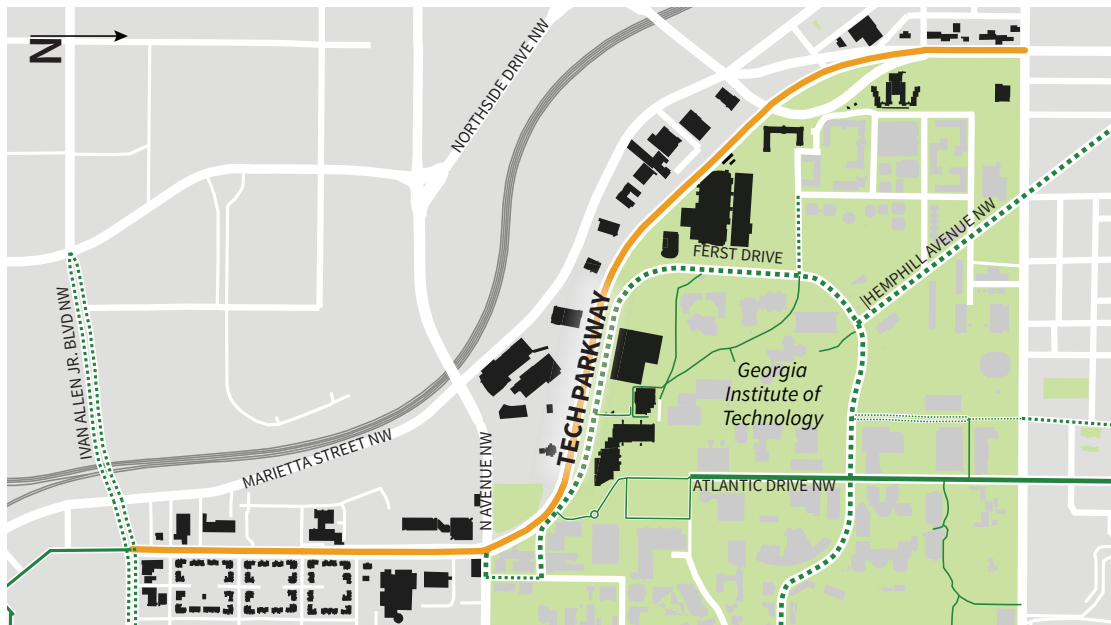 N
NORTHSIDE DRIVE NW
FERST DRIVE
HEMPHILL AVENUE NW
IVAN ALLEN JR. BLVD NW
TECH PARKWAY
Georgia
Institute of
Technology
MARIETTA STREET NW
N AVENUE NW
ATLANTIC DRIVE NW